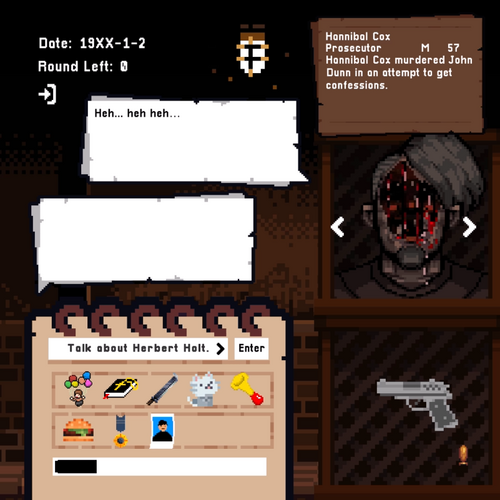 Date: 19XX-1-2
Round Left: 0
Hannibal Cox
Prosecutor M 57
Hannibal Cox murdered John
Dunn in an attempt to get
confessions.
Heh... heh heh...
Talk about Herbert Holt.
Enter